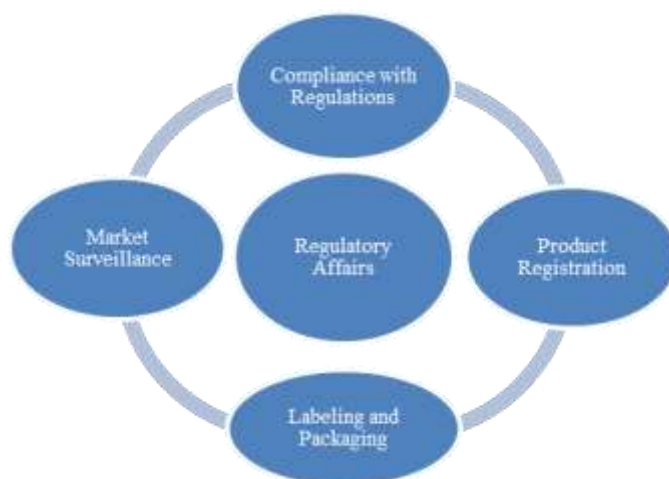 Compliance with
Regulations
Market
Surveillance
Regulatory
Affairs
Product
Registration
Labeling and
Packaging